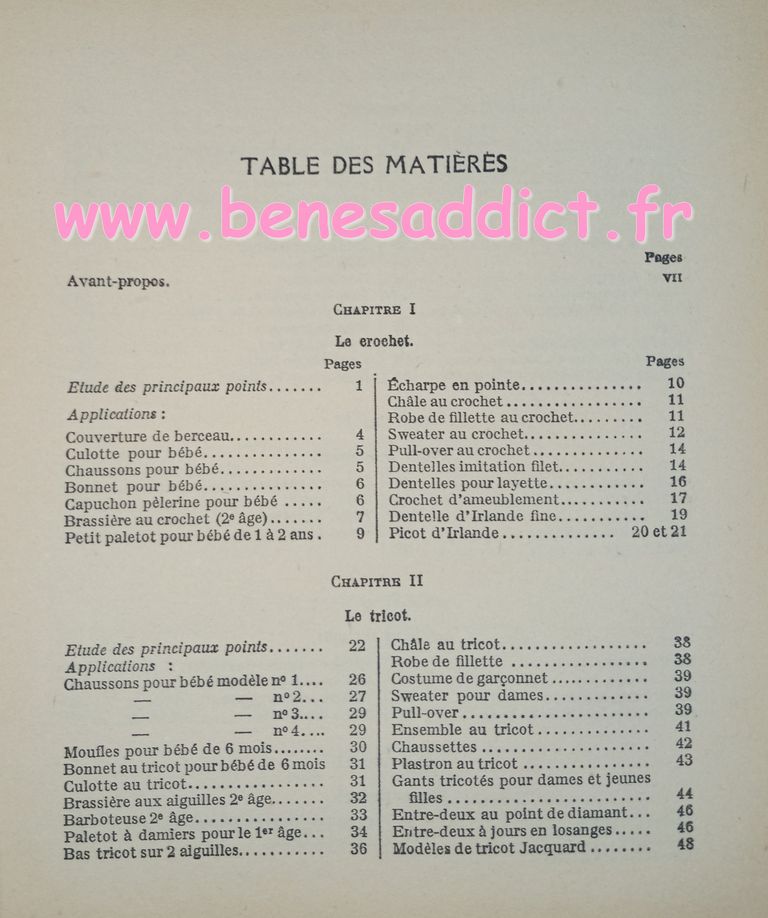 TABLE DES MATIÈRES
www.benesaddict.fr
Pages
Avant-propos. VII
CHAPITRE I
Le crochet.
Pages
Etude des principaux points....... 1
Applications :
Couverture de berceau............ 4
Culotte pour bébé............... 5
Chaussons pour bébé............. 5
Bonnet pour bébé............... 6
Capuchon pèlerine pour bébé ..... 6
Brassière au crochet (2e âge)....... 7
Petit paletot pour bébé de 1 à 2 ans . 9
Pages
Écharpe en pointe............... 10
Châle au crochet................. 11
Robe de fillette au crochet......... 11
Sweater au crochet............... 12
Pull-over au crochet.............. 14
Dentelles imitation filet........... 14
Dentelles pour layette............ 16
Crochet d'ameublement........... 17
Dentelle d'Irlande fine........... 19
Picot d'Irlande.............. 20 et 21
CHAPITRE II
Le tricot.
Etude des principaux points....... 22
Applications :
Chaussons pour bébé modèle nº 1.... 26
— — nº 2... 27
— — nº 3.... 29
— — nº 4.... 29
Moufles pour bébé de 6 mois........ 30
Bonnet au tricot pour bébé de 6 mois 31
Culotte au tricot................. 31
Brassière aux aiguilles 2e âge....... 32
Barboteuse 2e âge................ 33
Paletot à damiers pour le 1er âge... 34
Bas tricot sur 2 aiguilles........... 36
Châle au tricot.................. 38
Robe de fillette ................. 38
Costume de garçonnet ............ 39
Sweater pour dames.............. 39
Pull-over....................... 39
Ensemble au tricot.............. 41
Chaussettes .................... 42
Plastron au tricot ............... 43
Gants tricotés pour dames et jeunes
filles ........................ 44
Entre-deux au point de diamant... 46
Entre-deux à jours en losanges..... 46
Modèles de tricot Jacquard ........ 48